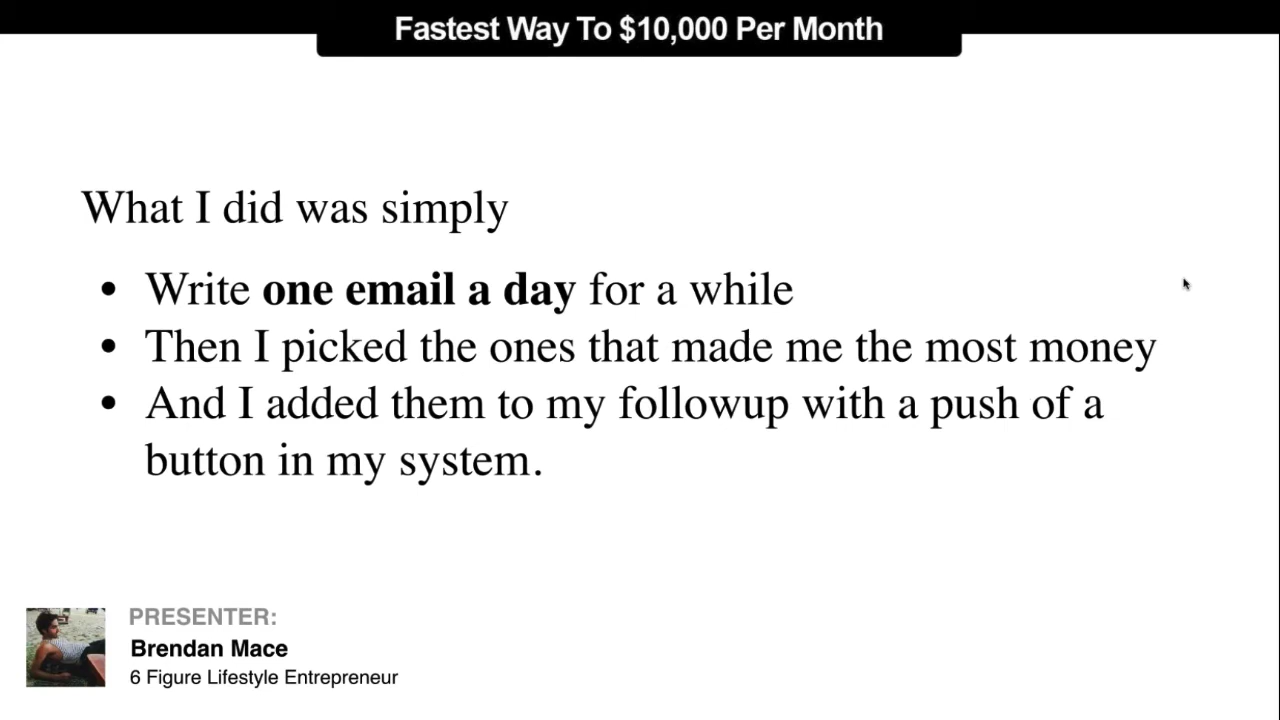 Fastest Way To $10,000 Per Month
What I did was simply
• Write one email a day for a while
• Then I picked the ones that made me the most money
• And I added them to my followup with a push of a
button in my system.
PRESENTER:
Brendan Mace
6 Figure Lifestyle Entrepreneur